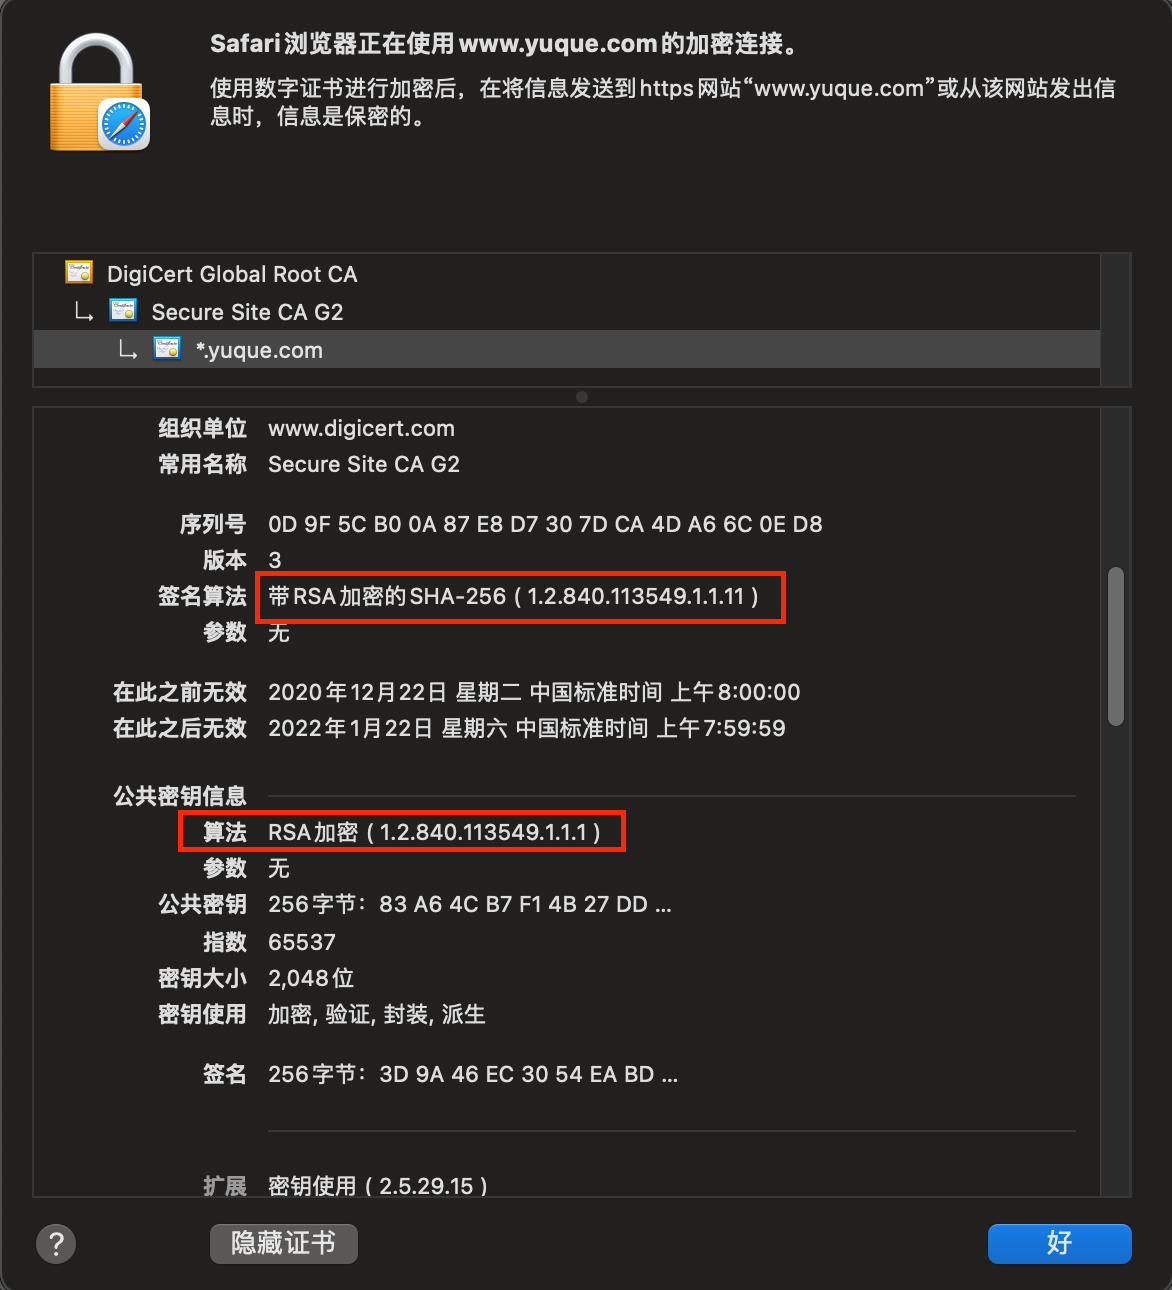 Safari浏览器正在使用www.yuque.com的加密连接。
使用数字证书进行加密后，在将信息发送到https网站“www.yuque.com”或从该网站发出信
息时，信息是保密的。
DigiCert Global Root CA
Secure Site CA G2
*.yuque.com
组织单位 www.digicert.com
常用名称 Secure Site CA G2
序列号 0D 9F 5C B0 0A 87 E8 D7 30 7D CA 4D A6 6C 0E D8
版本 3
签名算法 带RSA加密的SHA-256 ( 1.2.840.113549.1.1.11 )
参数 无
在此之前无效 2020年12月22日 星期二 中国标准时间 上午8:00:00
在此之后无效 2022年1月22日 星期六 中国标准时间 上午7:59:59
公共密钥信息
算法 RSA加密 ( 1.2.840.113549.1.1.1 )
参数 无
公共密钥 256字节：83 A6 4C B7 F1 4B 27 DD ...
指数 65537
密钥大小 2,048位
密钥使用 加密, 验证, 封装, 派生
签名 256字节：3D 9A 46 EC 30 54 EA BD ...
扩展 密钥使用 ( 2.5.29.15 )
? 隐藏证书 好